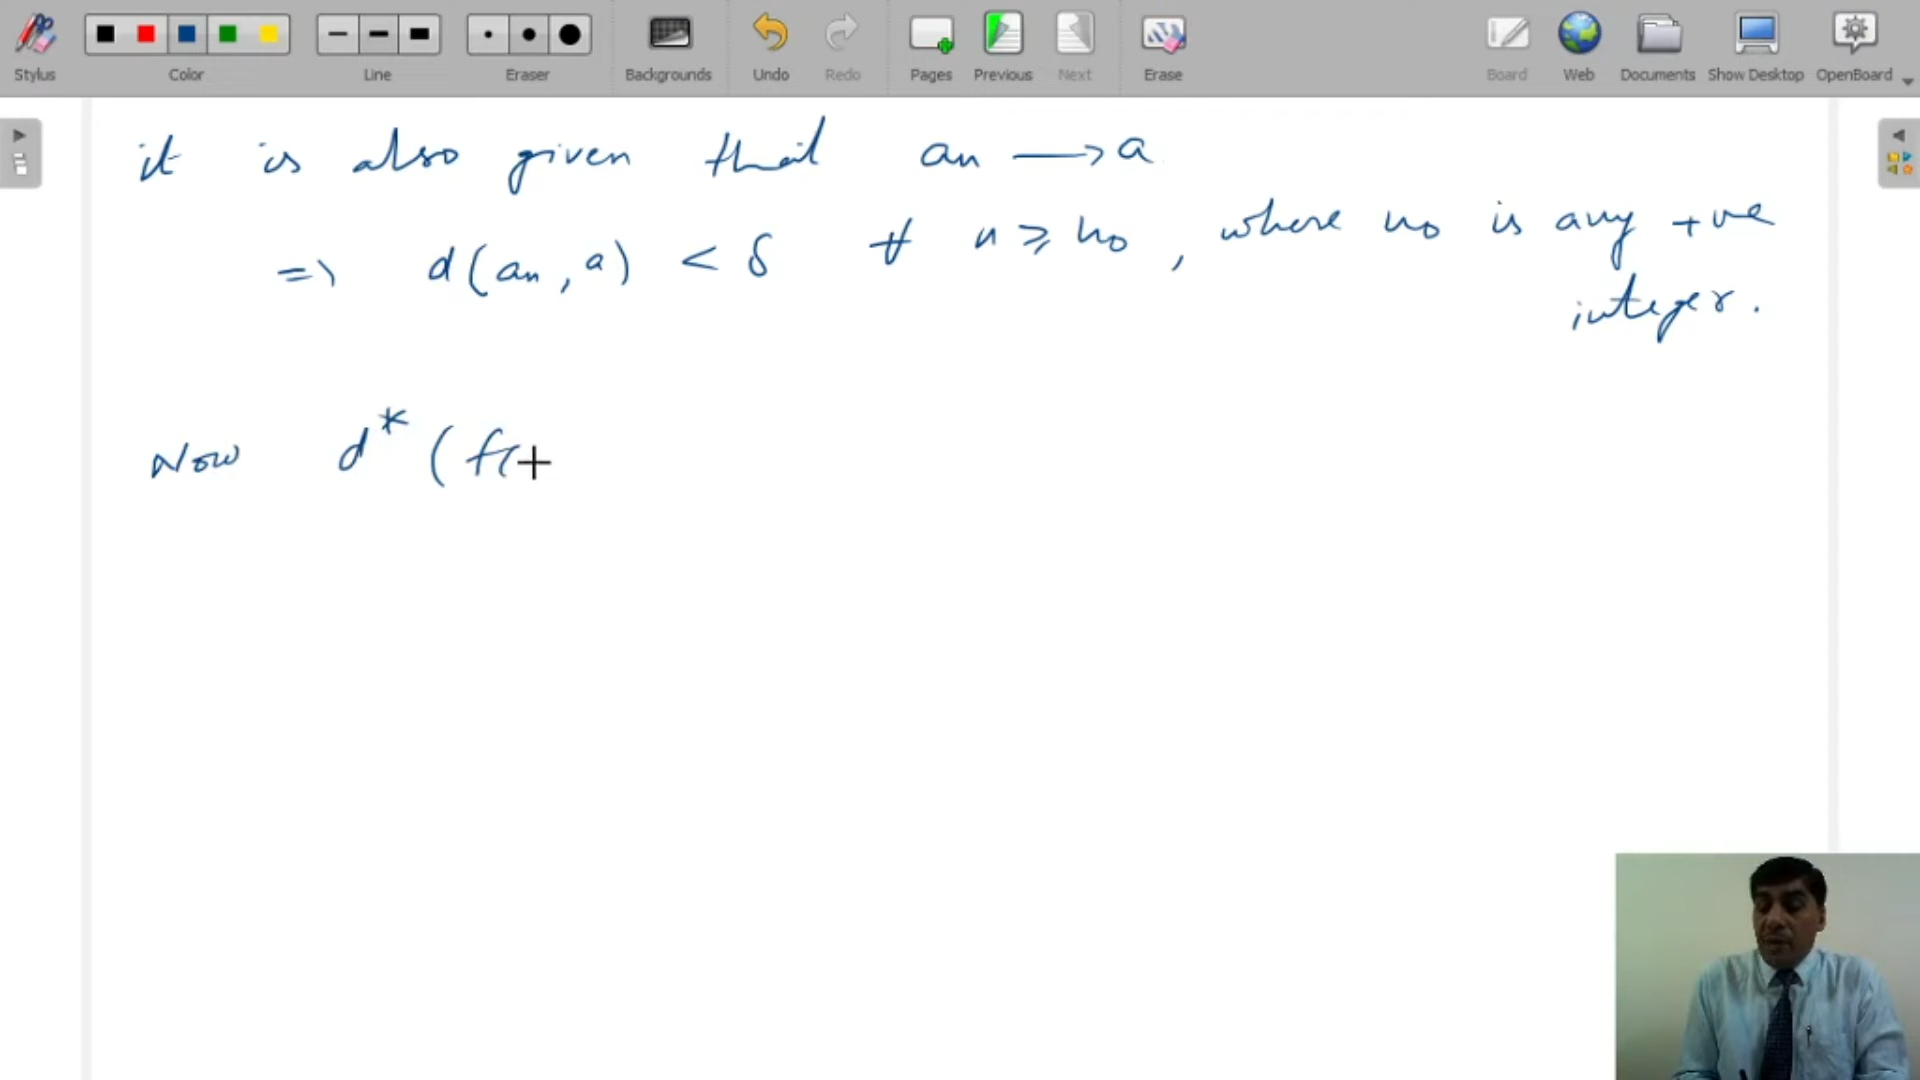 Stylus Color Line Eraser Backgrounds Undo Redo Pages Previous Next Erase Board Web Documents Show Desktop OpenBoard
it is also given that an ⟶ a
=> d(an, a) < δ ∀ n ⩾ n₀, where n₀ is any +ve
integer.
Now d* ( f(